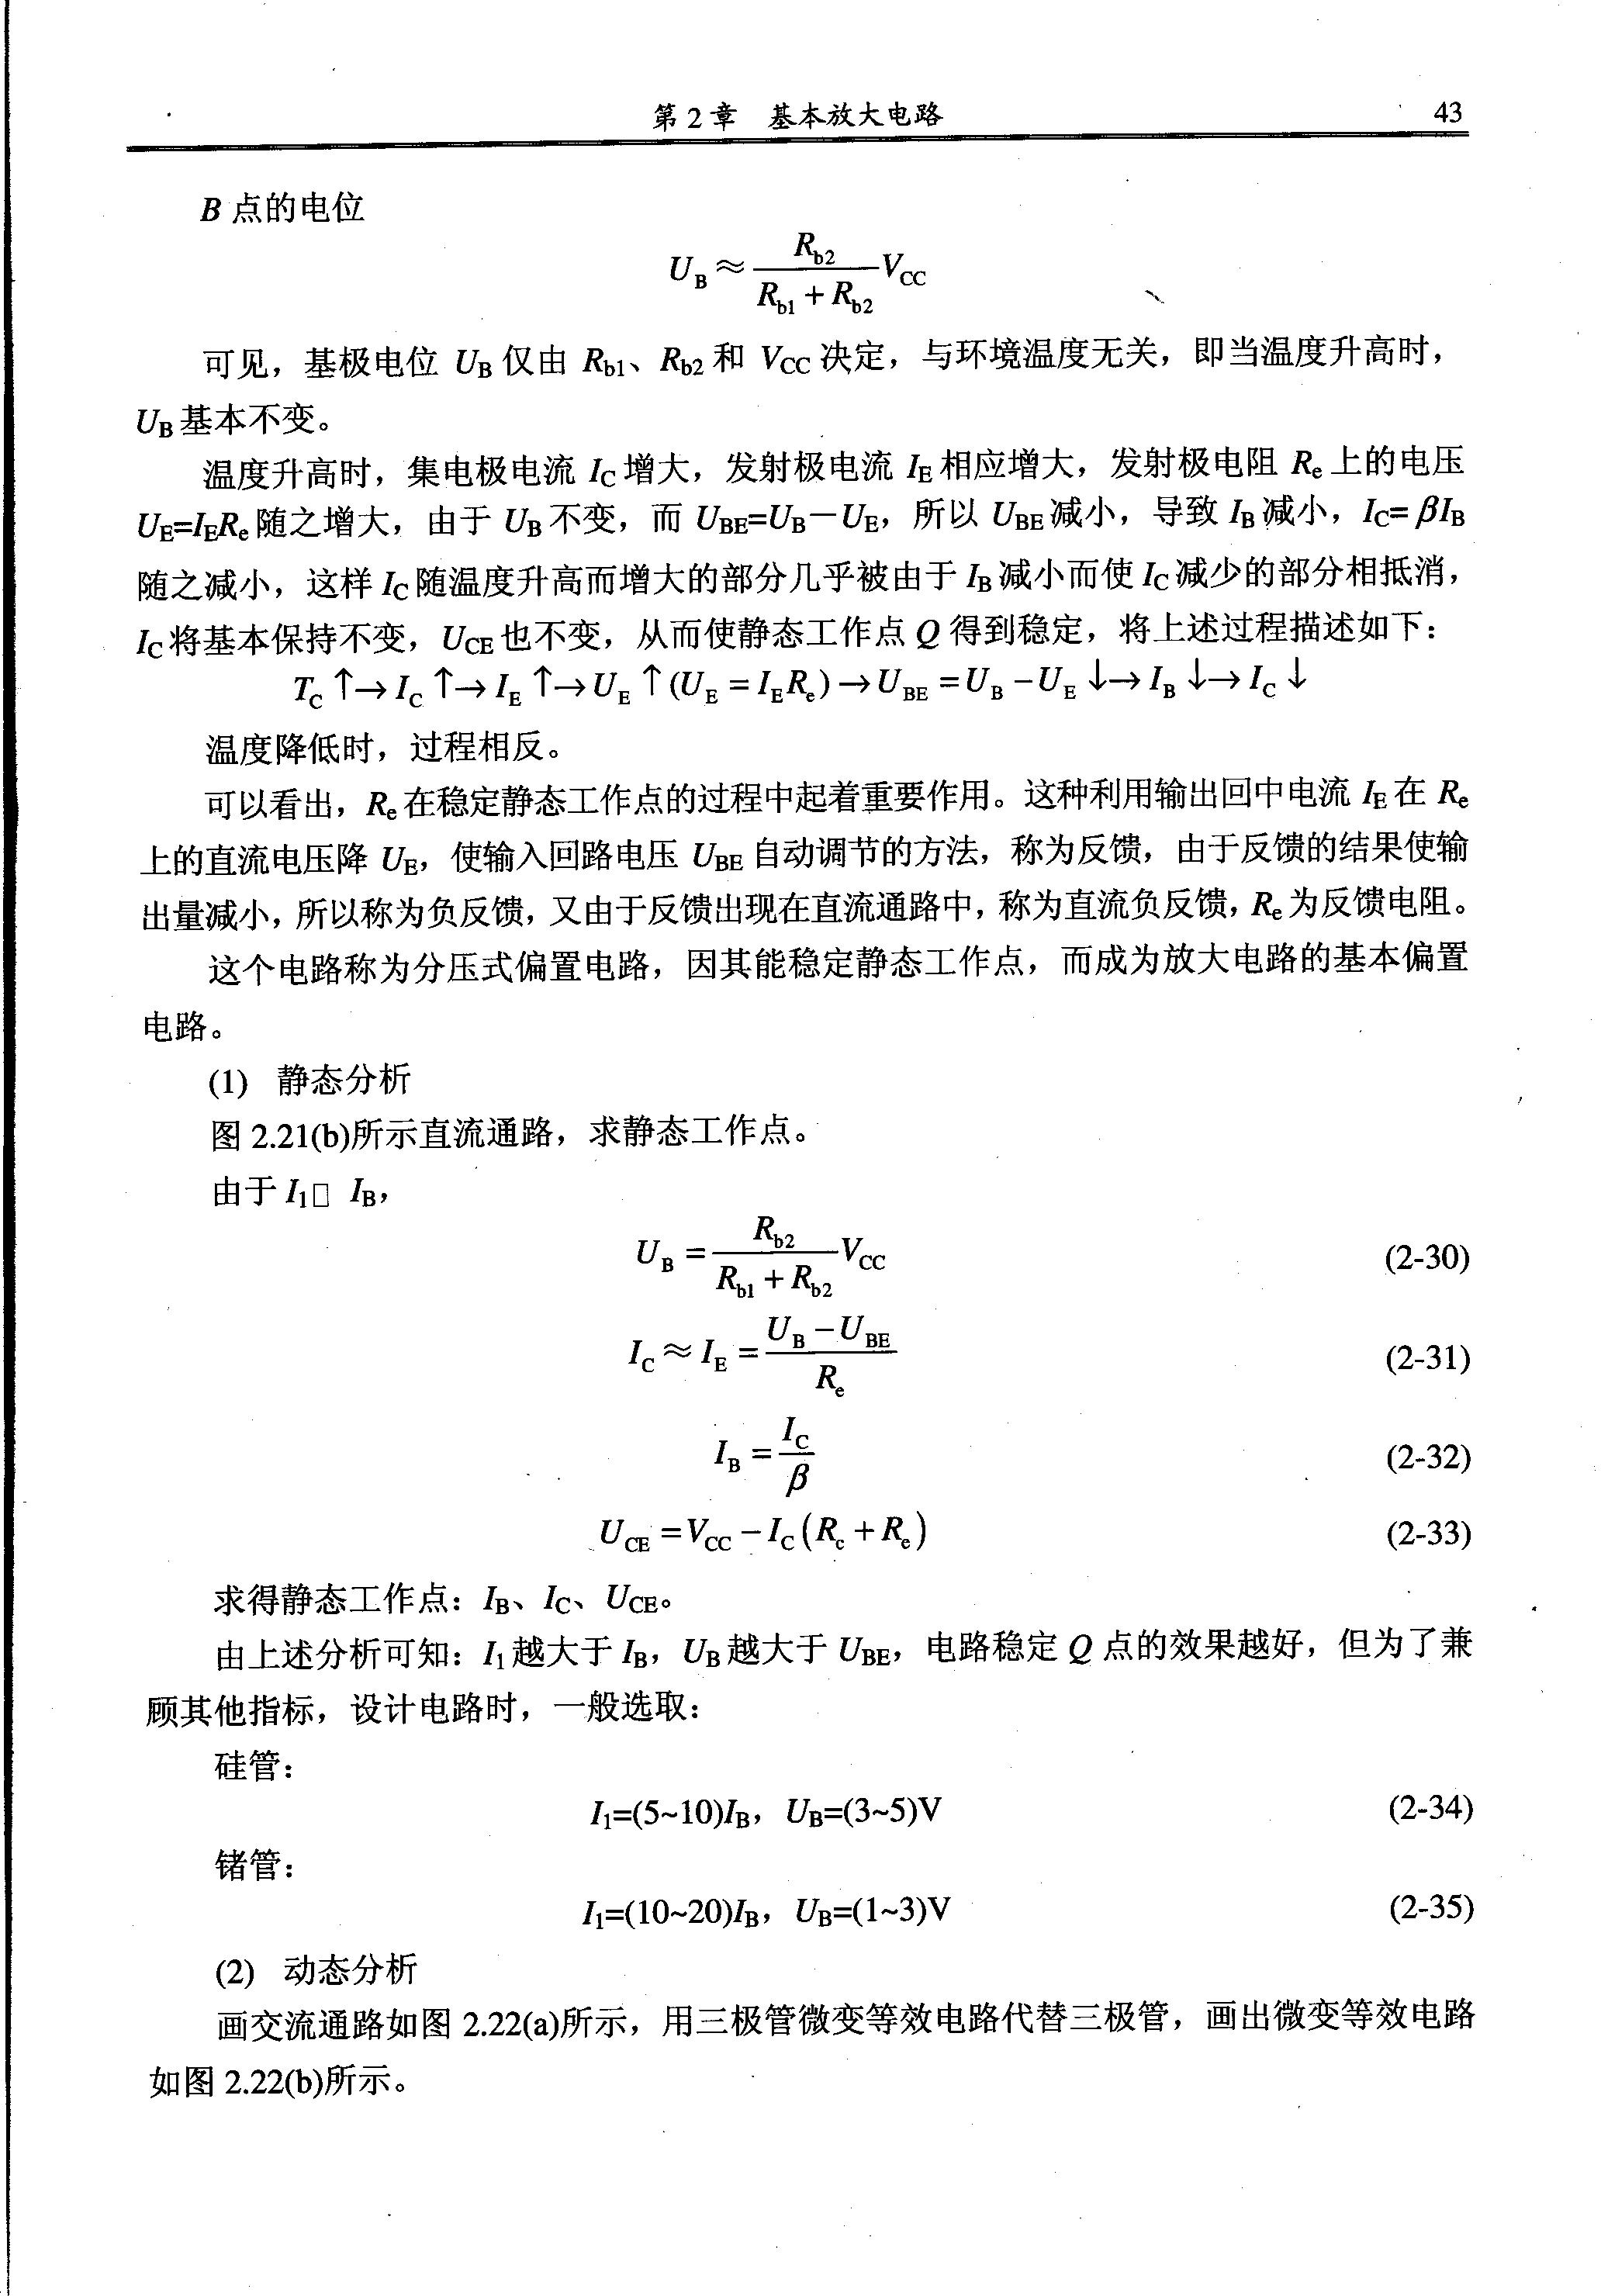 第 2 章 基本放大电路 43
B 点的电位
U_B ≈ \frac{R_{b2}}{R_{b1}+R_{b2}} V_{CC}
可见，基极电位 U_B 仅由 R_{b1}、R_{b2} 和 V_{CC} 决定，与环境温度无关，即当温度升高时，
U_B 基本不变。
温度升高时，集电极电流 I_C 增大，发射极电流 I_E 相应增大，发射极电阻 R_e 上的电压
U_E=I_E R_e 随之增大，由于 U_B 不变，而 U_{BE}=U_B－U_E，所以 U_{BE} 减小，导致 I_B 减小，I_C=βI_B
随之减小，这样 I_C 随温度升高而增大的部分几乎被由于 I_B 减小而使 I_C 减少的部分相抵消，
I_C 将基本保持不变，U_{CE} 也不变，从而使静态工作点 Q 得到稳定，将上述过程描述如下：
T_C ↑→ I_C ↑→ I_E ↑→ U_E ↑ (U_E = I_E R_e) → U_{BE} = U_B − U_E ↓→ I_B ↓→ I_C ↓
温度降低时，过程相反。
可以看出，R_e 在稳定静态工作点的过程中起着重要作用。这种利用输出回中电流 I_E 在 R_e
上的直流电压降 U_E，使输入回路电压 U_{BE} 自动调节的方法，称为反馈，由于反馈的结果使输
出量减小，所以称为负反馈，又由于反馈出现在直流通路中，称为直流负反馈，R_e 为反馈电阻。
这个电路称为分压式偏置电路，因其能稳定静态工作点，而成为放大电路的基本偏置
电路。
(1) 静态分析
图 2.21(b)所示直流通路，求静态工作点。
由于 I_1□ I_B，
U_B = \frac{R_{b2}}{R_{b1}+R_{b2}} V_{CC} (2-30)
I_C ≈ I_E = \frac{U_B − U_{BE}}{R_e} (2-31)
I_B = \frac{I_C}{β} (2-32)
U_{CE} = V_{CC} − I_C (R_c + R_e) (2-33)
求得静态工作点：I_B、I_C、U_{CE}。
由上述分析可知：I_1 越大于 I_B，U_B 越大于 U_{BE}，电路稳定 Q 点的效果越好，但为了兼
顾其他指标，设计电路时，一般选取：
硅管：
I_1=(5~10)I_B，U_B=(3~5)V (2-34)
锗管：
I_1=(10~20)I_B，U_B=(1~3)V (2-35)
(2) 动态分析
画交流通路如图 2.22(a)所示，用三极管微变等效电路代替三极管，画出微变等效电路
如图 2.22(b)所示。